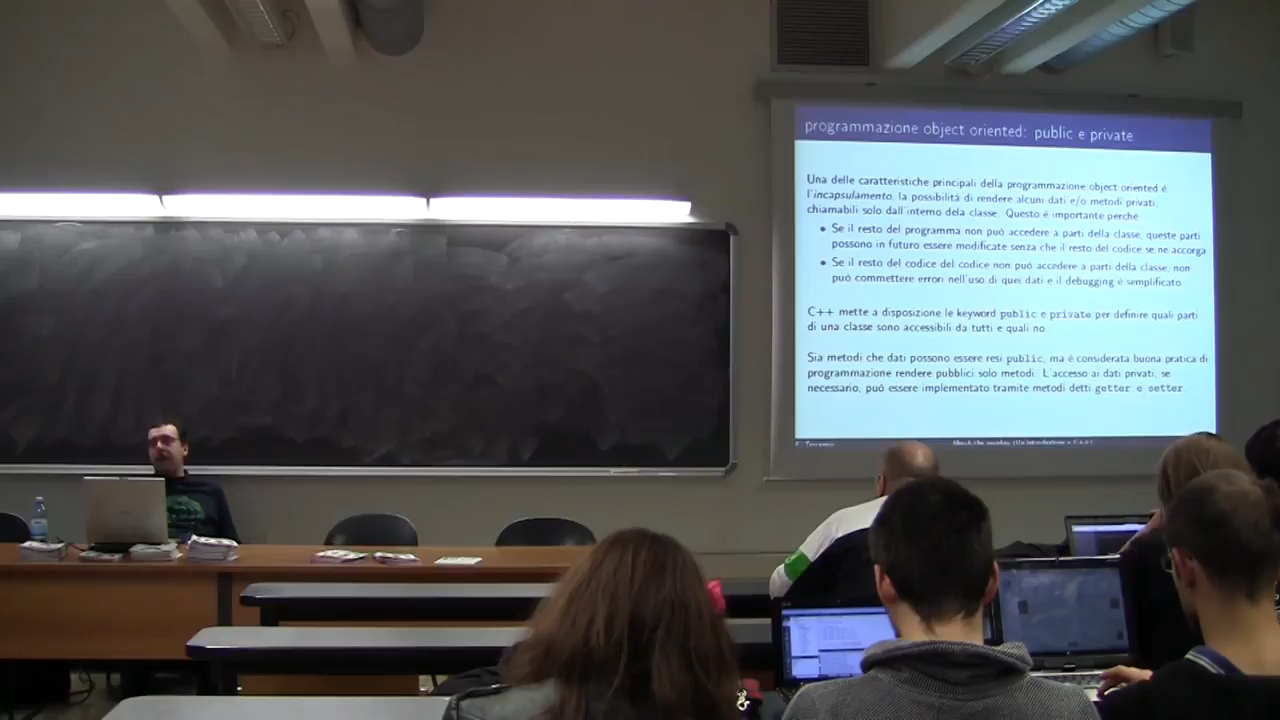 programmazione object oriented: public e private
Una delle caratteristiche principali della programmazione object oriented è
l'incapsulamento, la possibilità di rendere alcuni dati e/o metodi privati,
chiamabili solo dall'interno dela classe. Questo è importante perché
• Se il resto del programma non può accedere a parti della classe, queste parti
possono in futuro essere modificate senza che il resto del codice se ne accorga
• Se il resto del codice del codice non può accedere a parti della classe, non
può commettere errori nell'uso di quei dati e il debugging è semplificato.
C++ mette a disposizione le keyword public e private per definire quali parti
di una classe sono accessibili da tutti e quali no.
Sia metodi che dati possono essere resi public, ma è considerata buona pratica di
programmazione rendere pubblici solo metodi. L'accesso ai dati privati, se
necessario, può essere implementato tramite metodi detti getter e setter.